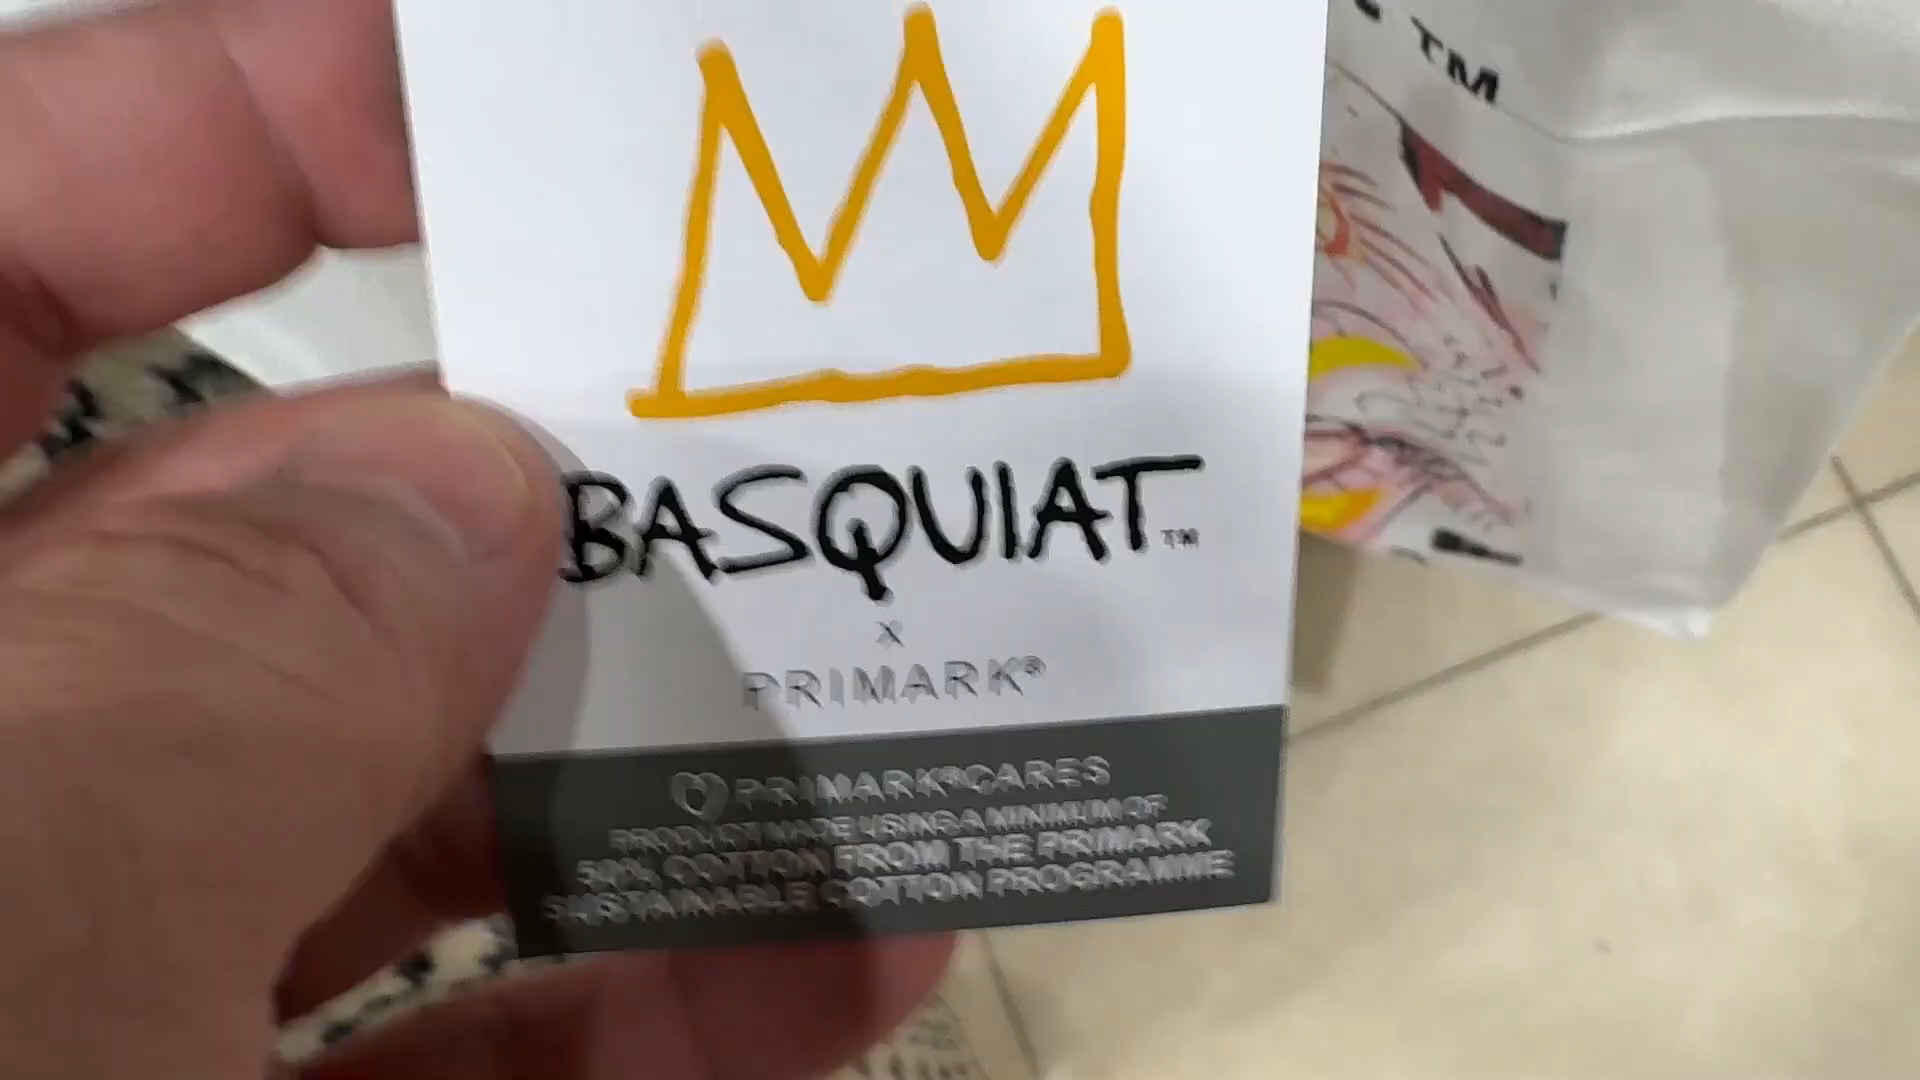 TM
BASQUIAT™
x
PRIMARK®
PRIMARK®CARES
PRODUCT MADE USING A MINIMUM OF
50% COTTON FROM THE PRIMARK
SUSTAINABLE COTTON PROGRAMME